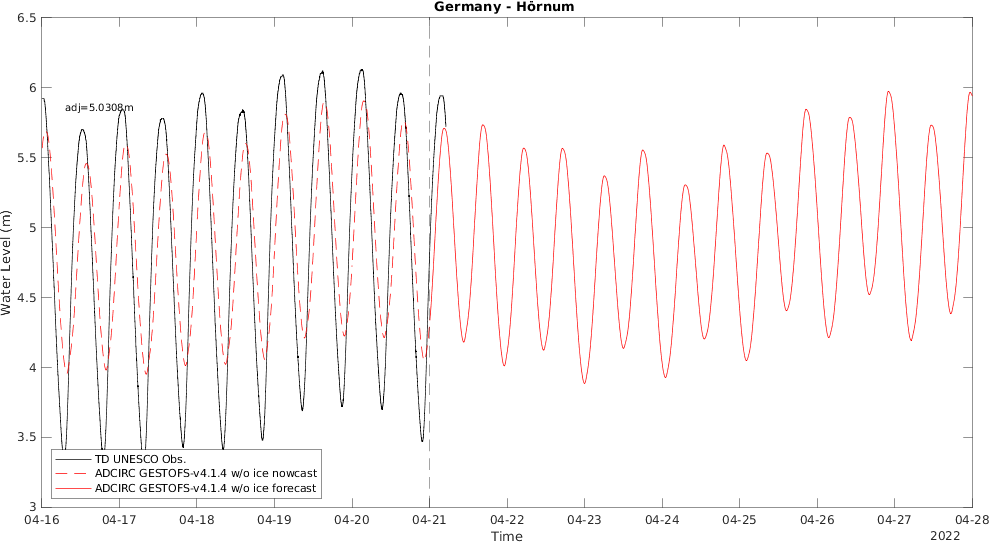 Germany - Hörnum
6.5
6
5.5
5
4.5
4
3.5
3
Water Level (m)
adj=5.0308m
TD UNESCO Obs.
ADCIRC GESTOFS-v4.1.4 w/o ice nowcast
ADCIRC GESTOFS-v4.1.4 w/o ice forecast
04-16 04-17 04-18 04-19 04-20 04-21 04-22 04-23 04-24 04-25 04-26 04-27 04-28
Time
2022